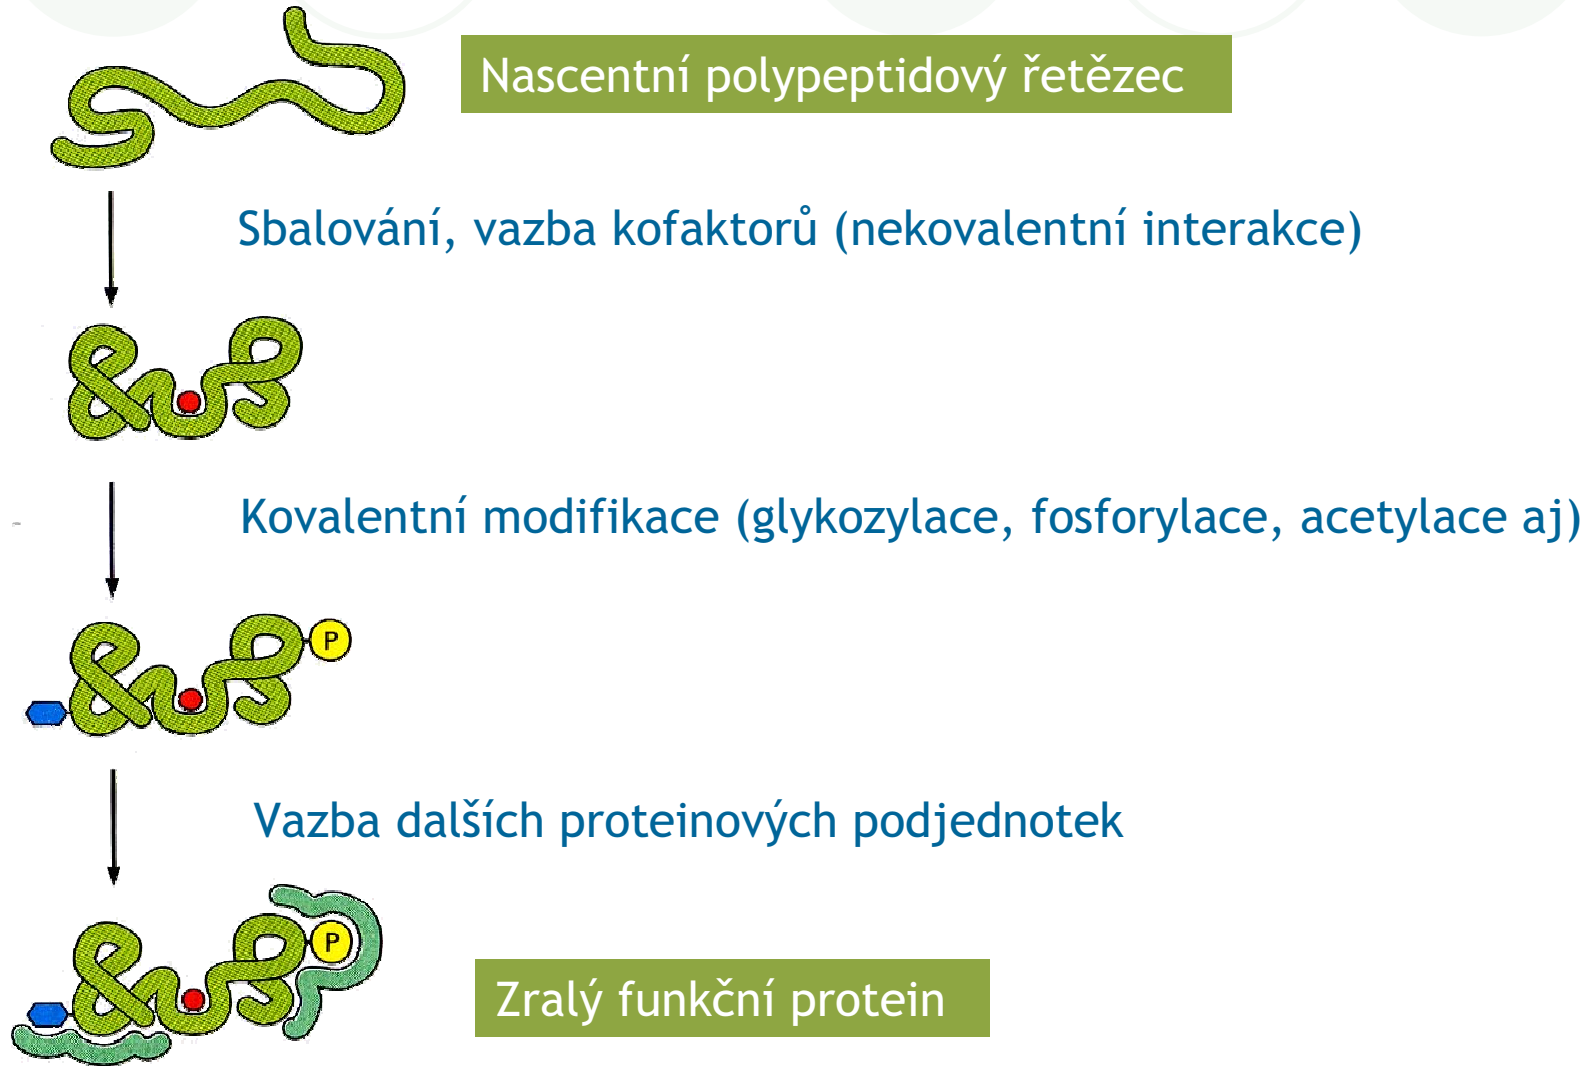 Nascentní polypeptidový řetězec
Sbalování, vazba kofaktorů (nekovalentní interakce)
Kovalentní modifikace (glykozylace, fosforylace, acetylace aj)
P
Vazba dalších proteinových podjednotek
P
Zralý funkční protein